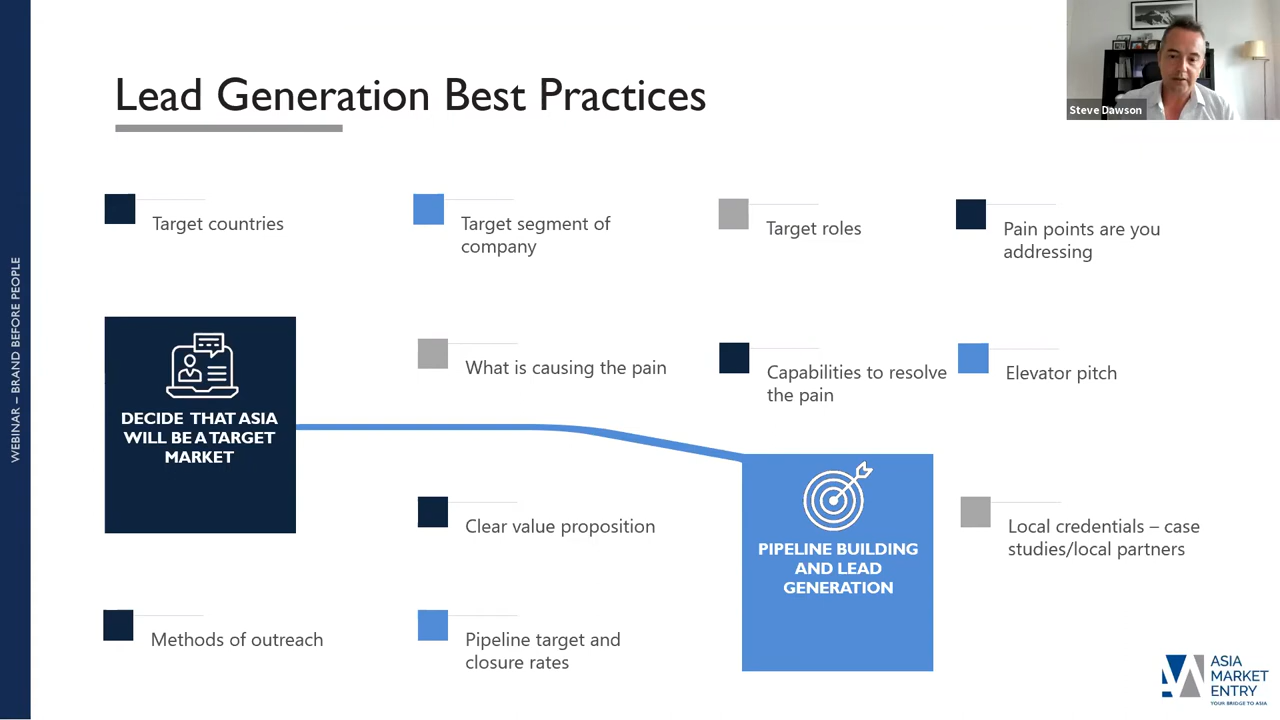 Lead Generation Best Practices
Steve Dawson
WEBINAR – BRAND BEFORE PEOPLE
Target countries
Target segment of
company
Target roles
Pain points are you
addressing
DECIDE THAT ASIA
WILL BE A TARGET
MARKET
What is causing the pain
Capabilities to resolve
the pain
Elevator pitch
Clear value proposition
PIPELINE BUILDING
AND LEAD
GENERATION
Local credentials – case
studies/local partners
Methods of outreach
Pipeline target and
closure rates
ASIA
MARKET
ENTRY
YOUR BRIDGE TO ASIA